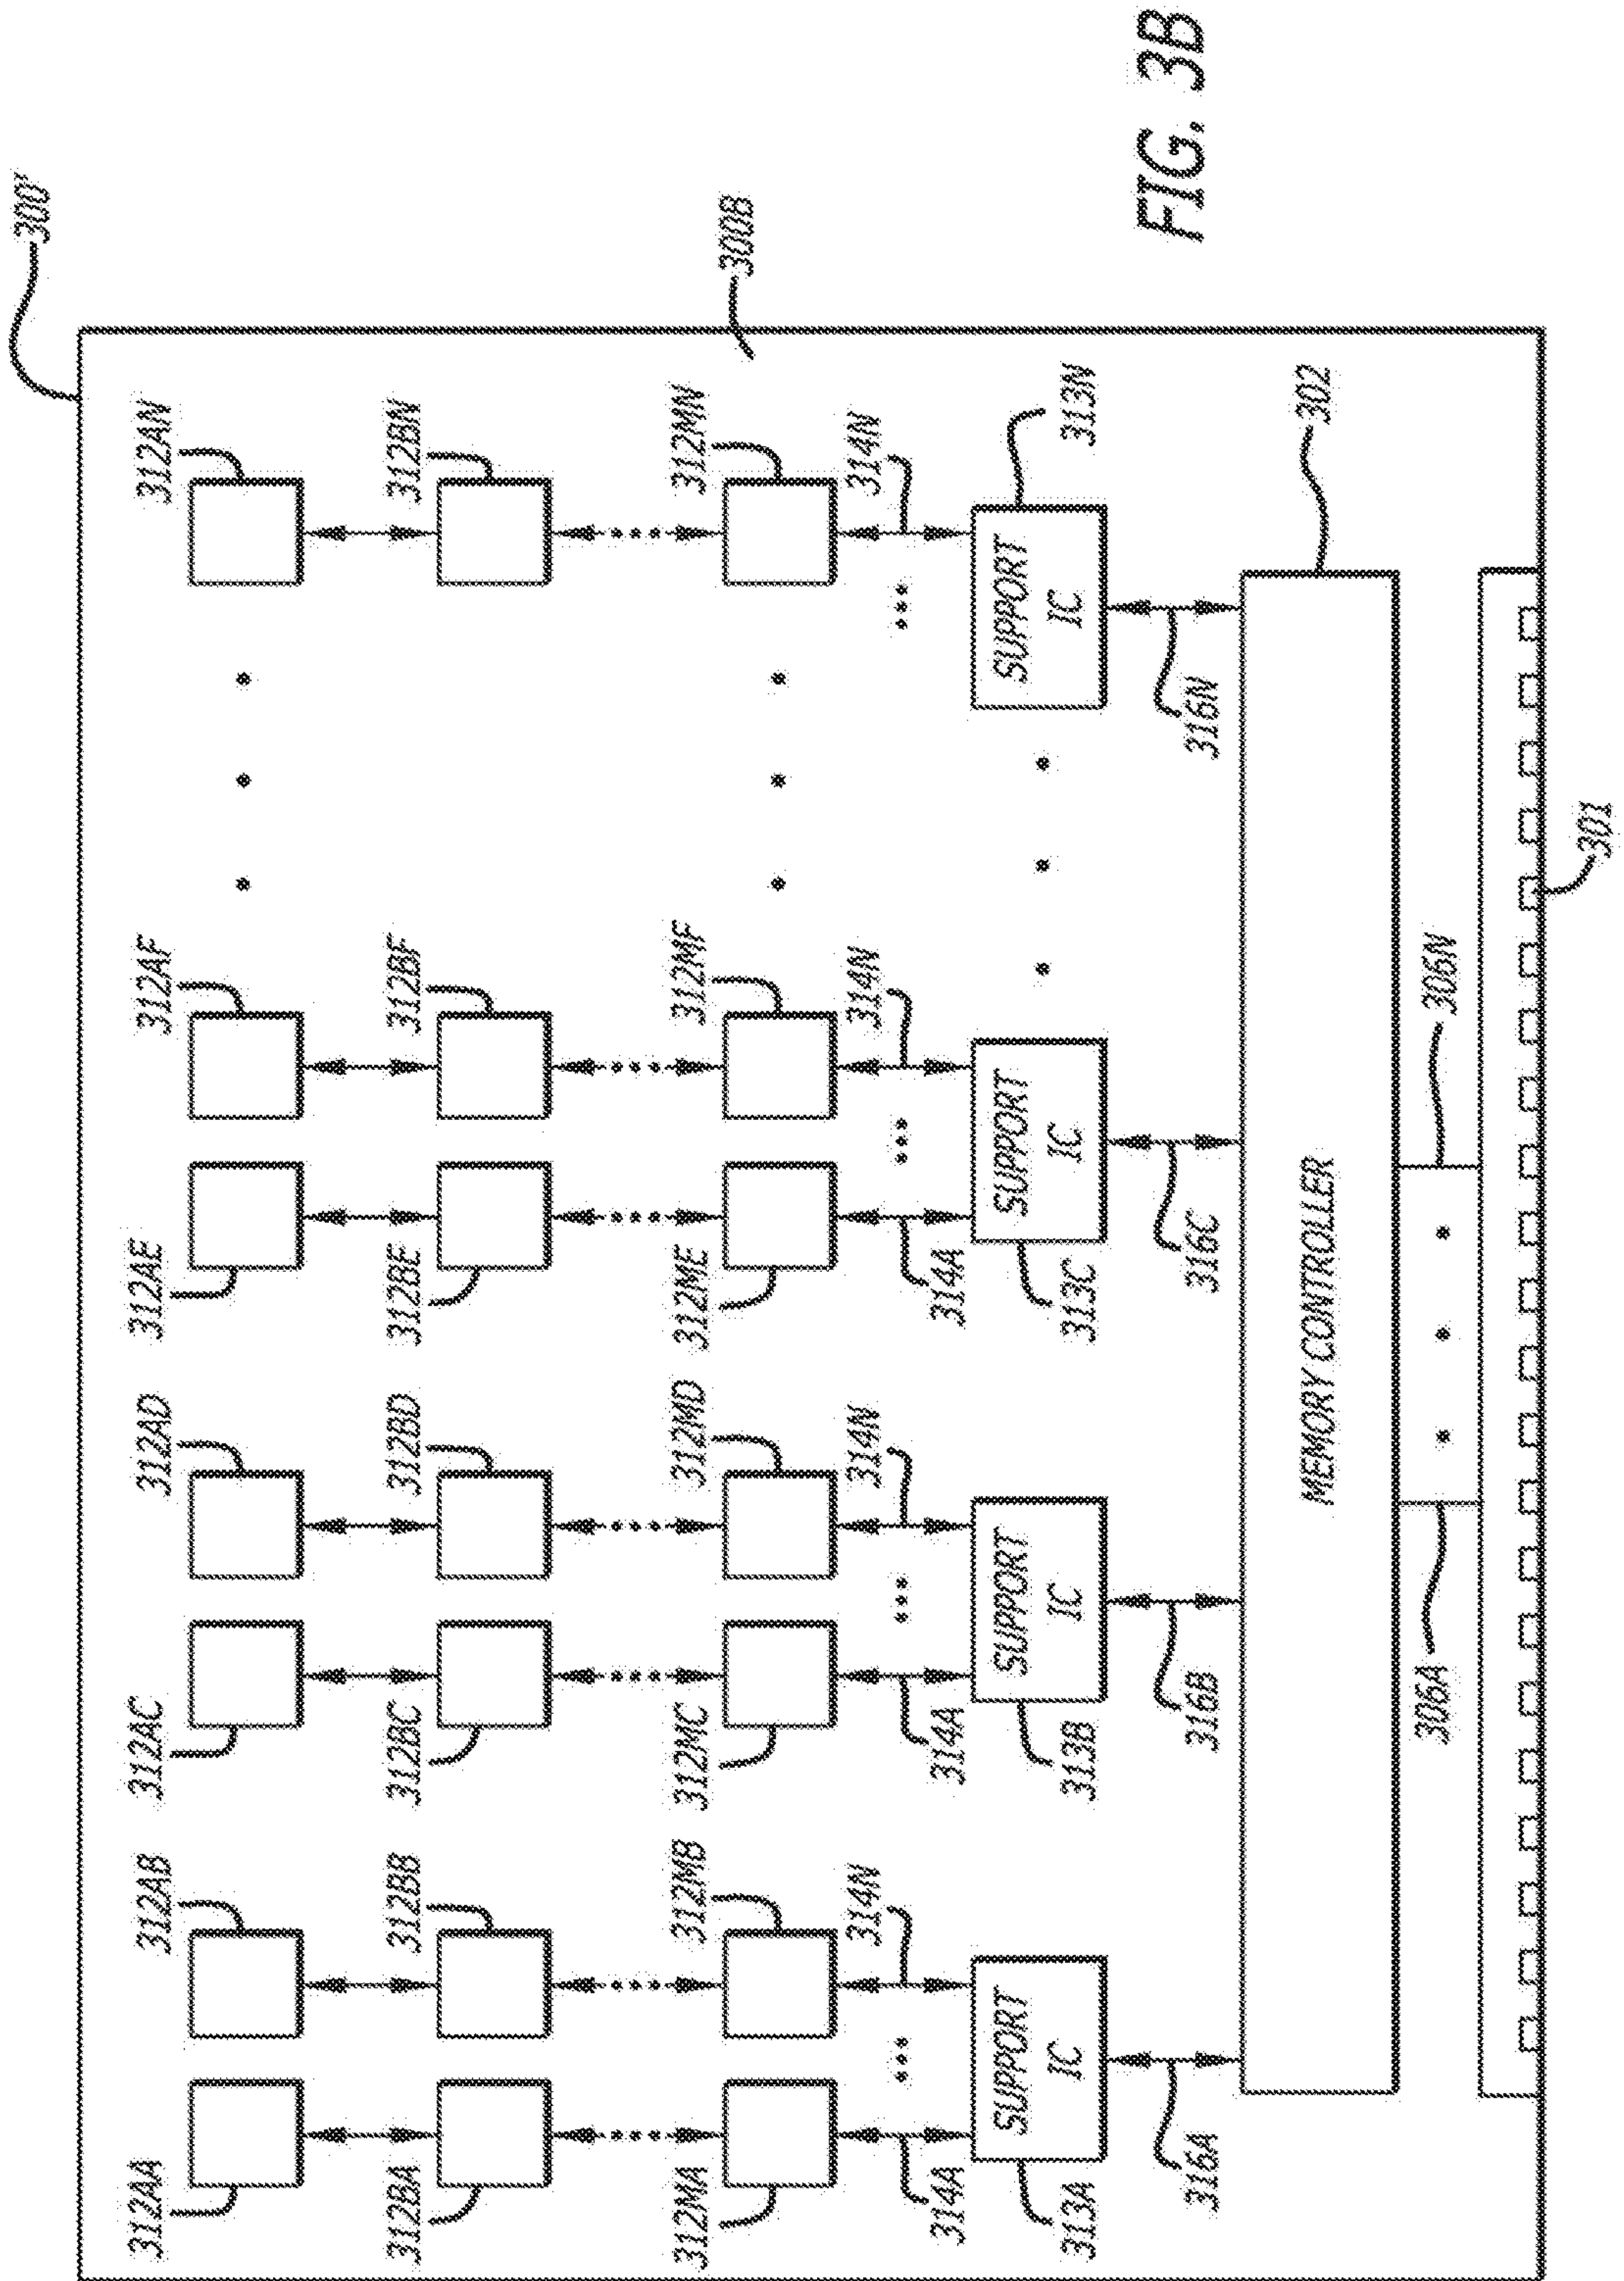 300'
312AA
312AB
312AC
312AD
312AE
312AF
312AN
312BA
312BB
312BC
312BD
312BE
312BF
312BN
300B
312MA
312MB
312MC
312MD
312ME
312MF
312MN
314A
314N
314A
314N
314A
314N
314N
SUPPORT
IC
SUPPORT
IC
SUPPORT
IC
SUPPORT
IC
313A
313B
313C
313N
316A
316B
316C
316N
302
MEMORY CONTROLLER
306A
306N
301
FIG. 3B